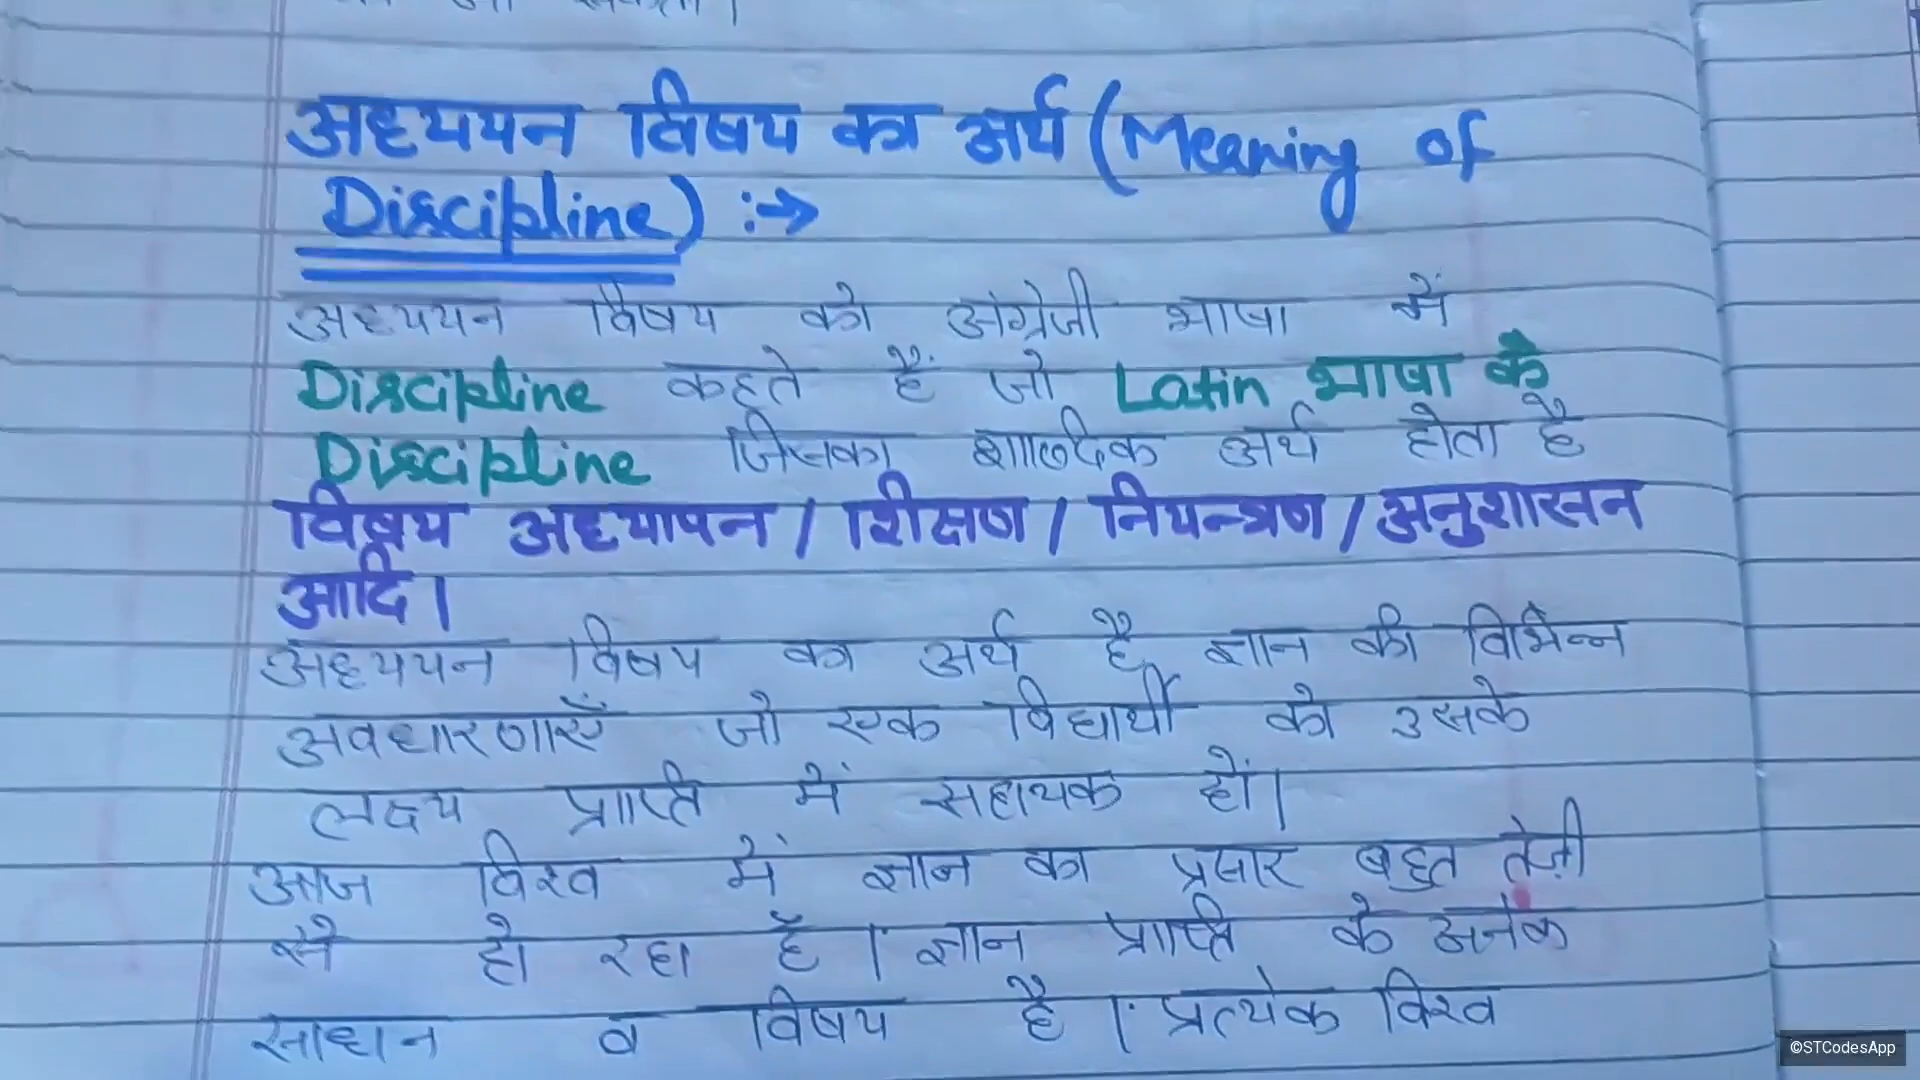 अध्ययन विषय का अर्थ (Meaning of
Discipline) :→
अध्ययन विषय को अंग्रेजी भाषा में
Discipline कहते हैं जो Latin भाषा के
Discipline जिसका शाब्दिक अर्थ होता है
विषय अध्यापन / शिक्षण / नियन्त्रण / अनुशासन
आदि।
अध्ययन विषय का अर्थ है ज्ञान की विभिन्न
अवधारणाएँ जो एक विद्यार्थी को उसके
लक्ष्य प्राप्ति में सहायक हों।
आज विश्व में ज्ञान का प्रसार बहुत तेज़ी
से हो रहा है। ज्ञान प्राप्ति के अनेक
साधन व विषय है। प्रत्येक विश्व
©STCodesApp